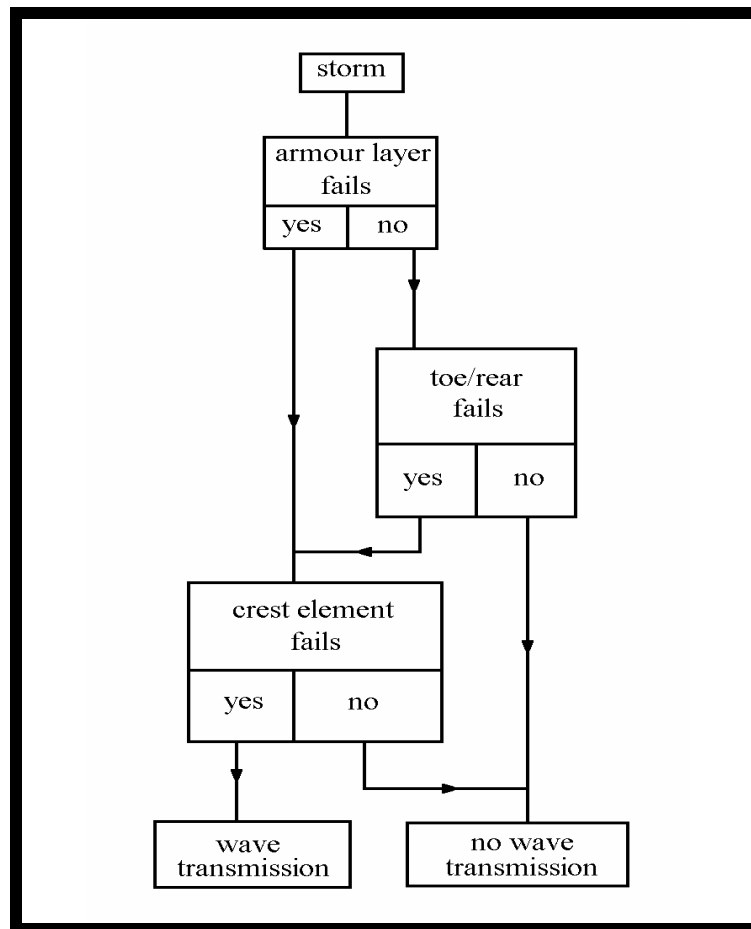 storm
armour layer
fails
yes no
toe/rear
fails
yes no
crest element
fails
yes no
wave
transmission
no wave
transmission